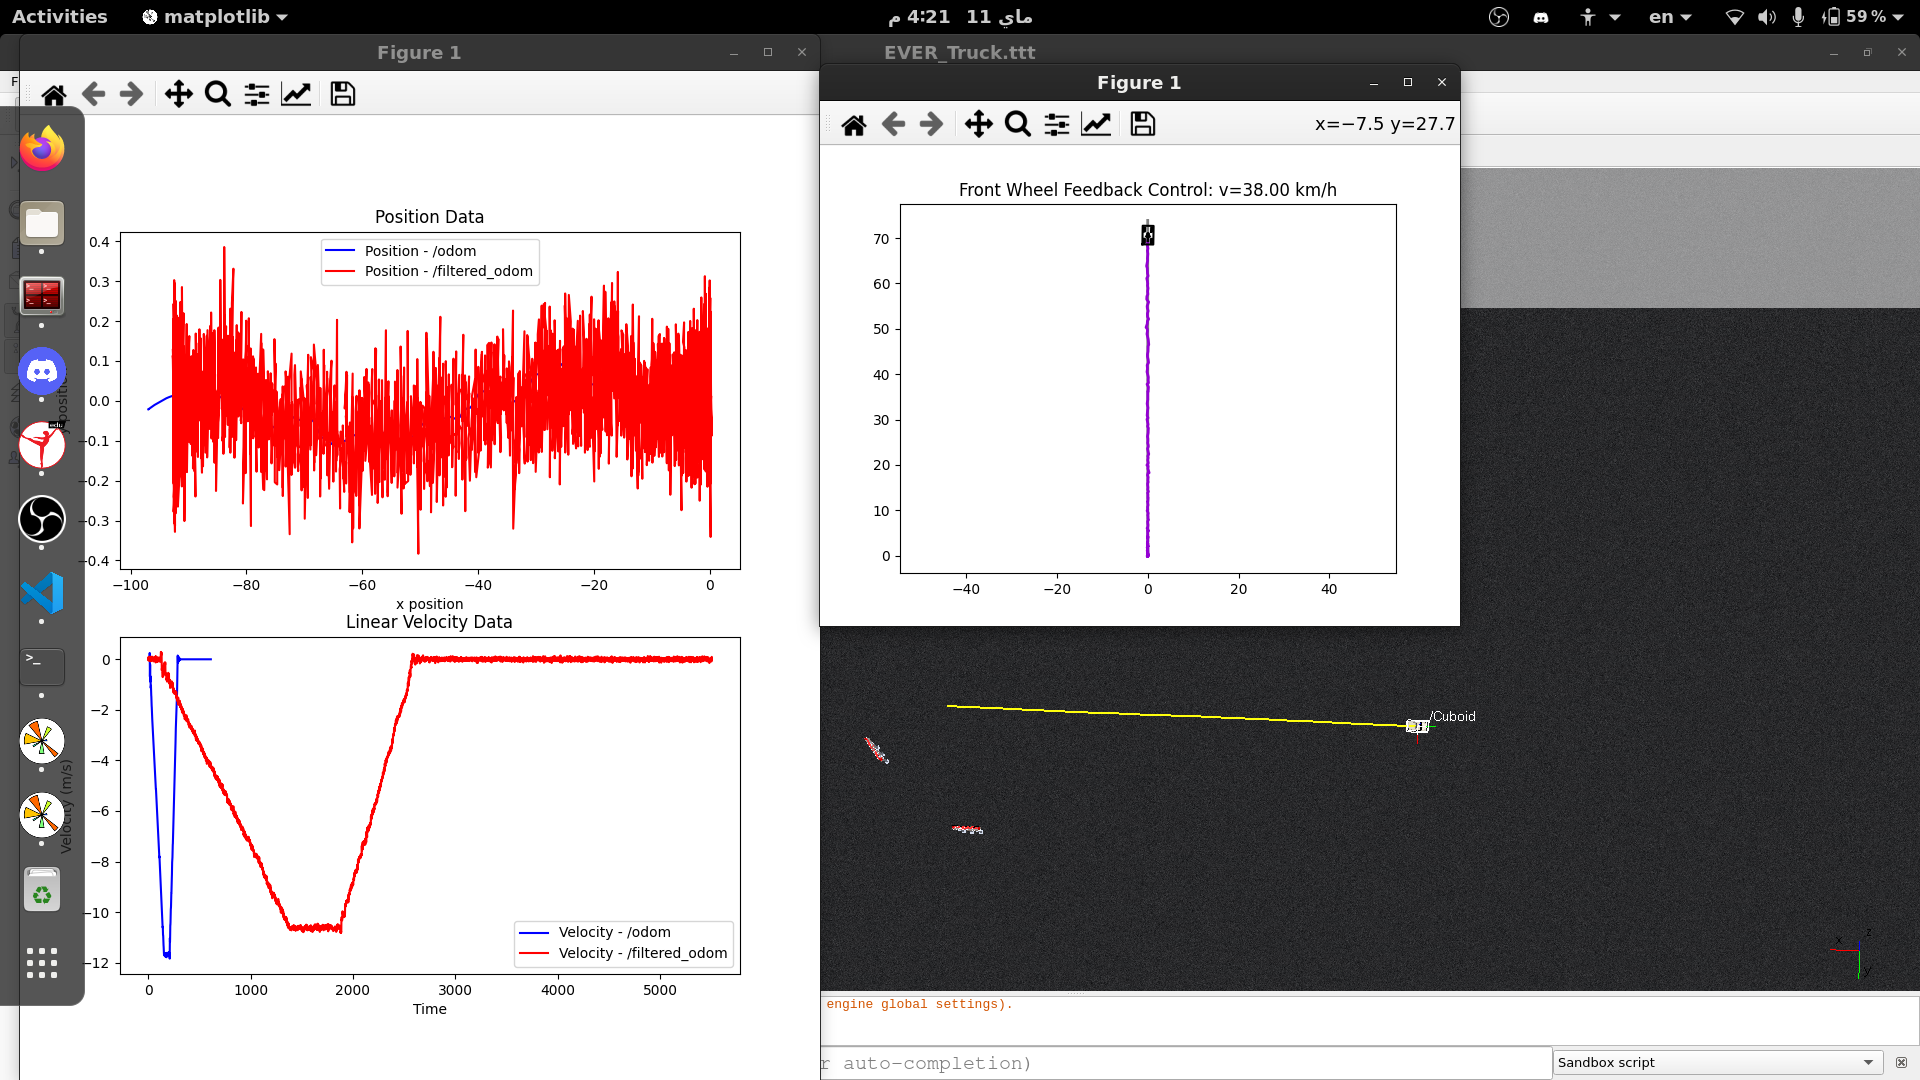 Activities
matplotlib
ماي 11  4:21 م
en
59 %
Figure 1
EVER_Truck.ttt
F
Position Data
Position - /odom
Position - /filtered_odom
0.4
0.3
0.2
0.1
0.0
−0.1
−0.2
−0.3
−0.4
−100
−80
−60
−40
−20
0
x position
Linear Velocity Data
0
−2
−4
−6
−8
−10
−12
Velocity (m/s)
Velocity - /odom
Velocity - /filtered_odom
0
1000
2000
3000
4000
5000
Time
Figure 1
x=−7.5 y=27.7
Front Wheel Feedback Control: v=38.00 km/h
70
60
50
40
30
20
10
0
−40
−20
0
20
40
/Cuboid
x
z
y
engine global settings).
r auto-completion)
Sandbox script
edu